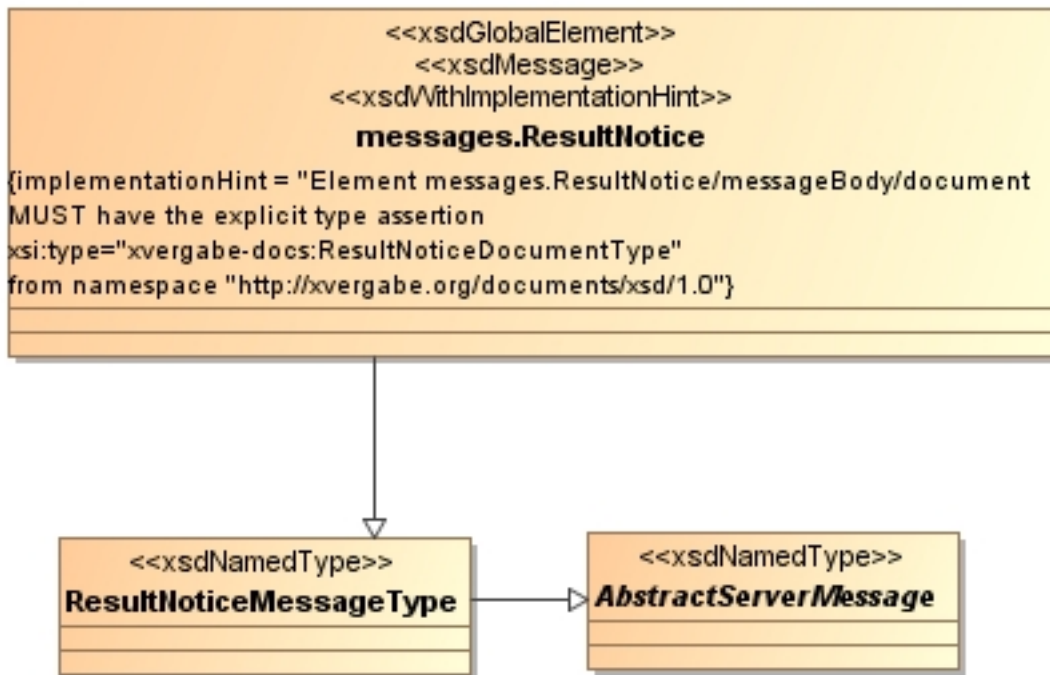 <<xsdGlobalElement>>
<<xsdMessage>>
<<xsdWithImplementationHint>>
messages.ResultNotice
{implementationHint = "Element messages.ResultNotice/messageBody/document
MUST have the explicit type assertion
xsi:type="xvergabe-docs:ResultNoticeDocumentType"
from namespace "http://xvergabe.org/documents/xsd/1.0"}
<<xsdNamedType>>
ResultNoticeMessageType
<<xsdNamedType>>
AbstractServerMessage